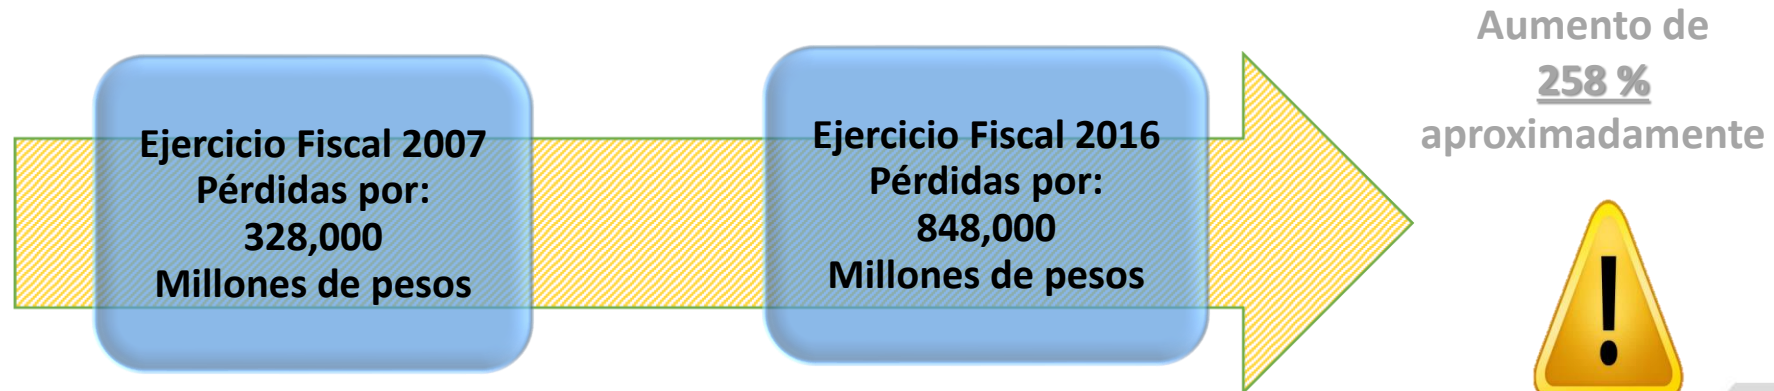 Ejercicio Fiscal 2007
Pérdidas por:
328,000
Millones de pesos
Ejercicio Fiscal 2016
Pérdidas por:
848,000
Millones de pesos
Aumento de
258 %
aproximadamente
!